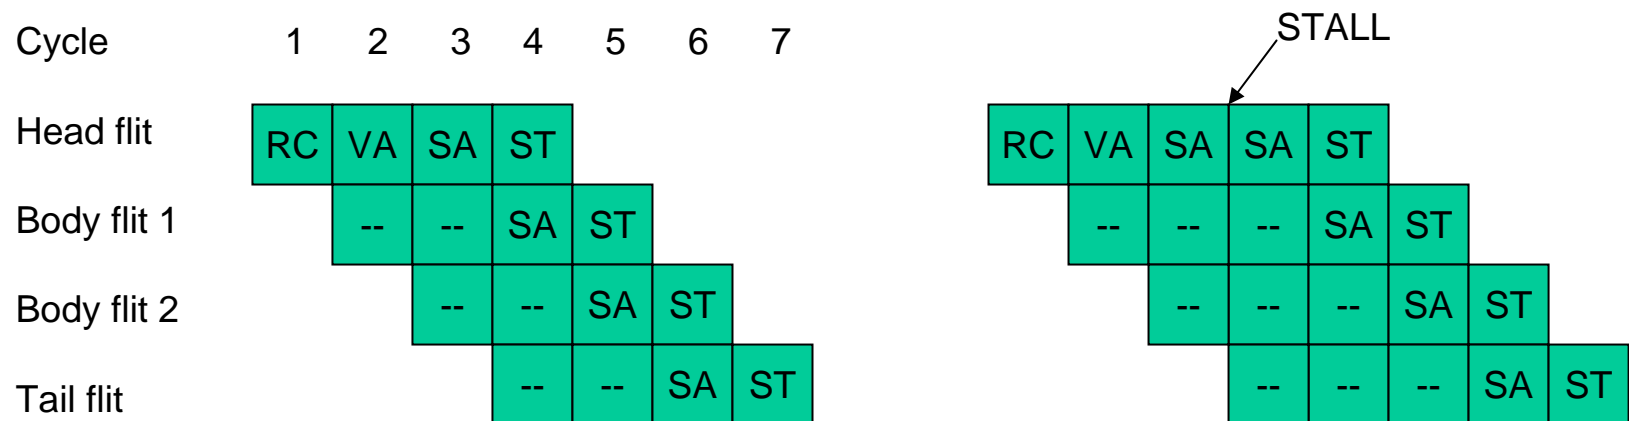 Cycle 1 2 3 4 5 6 7 STALL
Head flit RC VA SA ST RC VA SA SA ST
Body flit 1 -- -- SA ST -- -- -- SA ST
Body flit 2 -- -- SA ST -- -- -- SA ST
Tail flit -- -- SA ST -- -- -- SA ST